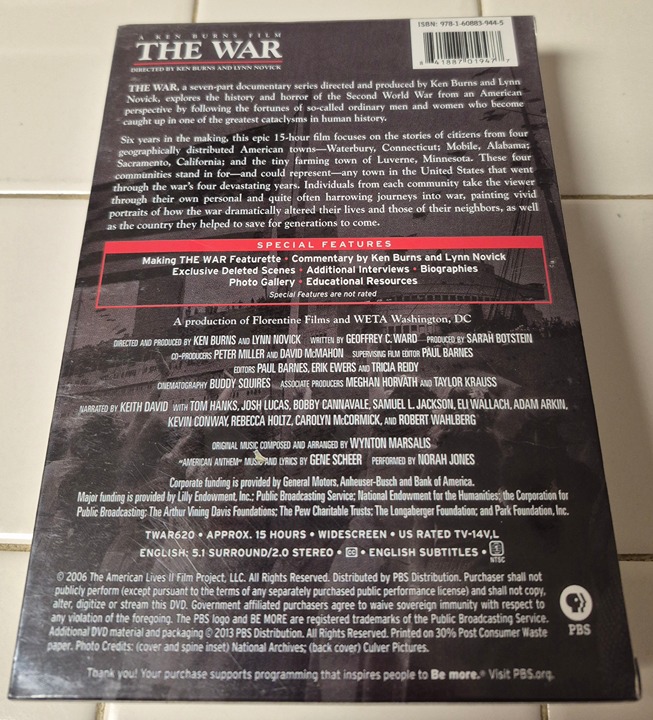 A KEN BURNS FILM
THE WAR
DIRECTED BY KEN BURNS AND LYNN NOVICK
ISBN: 978-1-60883-944-5
8 41887 01947 7
THE WAR, a seven-part documentary series directed and produced by Ken Burns and Lynn
Novick, explores the history and horror of the Second World War from an American
perspective by following the fortunes of so-called ordinary men and women who become
caught up in one of the greatest cataclysms in human history.
Six years in the making, this epic 15-hour film focuses on the stories of citizens from four
geographically distributed American towns—Waterbury, Connecticut; Mobile, Alabama;
Sacramento, California; and the tiny farming town of Luverne, Minnesota. These four
communities stand in for—and could represent—any town in the United States that went
through the war's four devastating years. Individuals from each community take the viewer
through their own personal and quite often harrowing journeys into war, painting vivid
portraits of how the war dramatically altered their lives and those of their neighbors, as well
as the country they helped to save for generations to come.
SPECIAL FEATURES
Making THE WAR Featurette • Commentary by Ken Burns and Lynn Novick
Exclusive Deleted Scenes • Additional Interviews • Biographies
Photo Gallery • Educational Resources
Special Features are not rated
A production of Florentine Films and WETA Washington, DC
DIRECTED AND PRODUCED BY KEN BURNS AND LYNN NOVICK WRITTEN BY GEOFFREY C. WARD PRODUCED BY SARAH BOTSTEIN
CO-PRODUCERS PETER MILLER AND DAVID McMAHON SUPERVISING FILM EDITOR PAUL BARNES
EDITORS PAUL BARNES, ERIK EWERS AND TRICIA REIDY
CINEMATOGRAPHY BUDDY SQUIRES ASSOCIATE PRODUCERS MEGHAN HORVATH AND TAYLOR KRAUSS
NARRATED BY KEITH DAVID WITH TOM HANKS, JOSH LUCAS, BOBBY CANNAVALE, SAMUEL L. JACKSON, ELI WALLACH, ADAM ARKIN,
KEVIN CONWAY, REBECCA HOLTZ, CAROLYN McCORMICK, AND ROBERT WAHLBERG
ORIGINAL MUSIC COMPOSED AND ARRANGED BY WYNTON MARSALIS
"AMERICAN ANTHEM" MUSIC AND LYRICS BY GENE SCHEER PERFORMED BY NORAH JONES
Corporate funding is provided by General Motors, Anheuser-Busch and Bank of America.
Major funding is provided by Lilly Endowment, Inc.; Public Broadcasting Service; National Endowment for the Humanities; the Corporation for
Public Broadcasting; The Arthur Vining Davis Foundations; The Pew Charitable Trusts; The Longaberger Foundation; and Park Foundation, Inc.
TWAR620 • APPROX. 15 HOURS • WIDESCREEN • US RATED TV-14V,L
ENGLISH: 5.1 SURROUND/2.0 STEREO • CC • ENGLISH SUBTITLES •
NTSC
© 2006 The American Lives II Film Project, LLC. All Rights Reserved. Distributed by PBS Distribution. Purchaser shall not
publicly perform (except pursuant to the terms of any separately purchased public performance license) and shall not copy,
alter, digitize or stream this DVD. Government affiliated purchasers agree to waive sovereign immunity with respect to
any violation of the foregoing. The PBS logo and BE MORE are registered trademarks of the Public Broadcasting Service.
Additional DVD material and packaging © 2013 PBS Distribution. All Rights Reserved. Printed on 30% Post Consumer Waste
paper. Photo Credits: (cover and spine inset) National Archives; (back cover) Culver Pictures.
PBS
Thank you! Your purchase supports programming that inspires people to Be more.® Visit PBS.org.